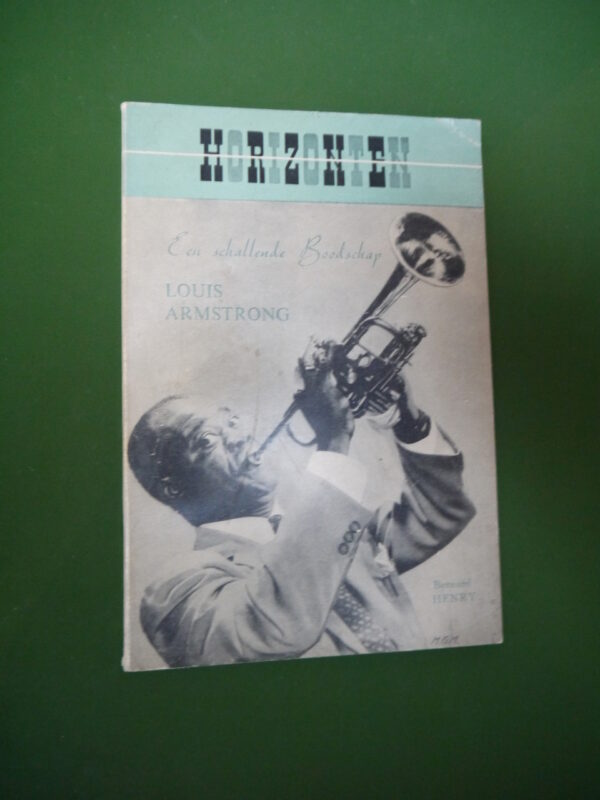 HORIZONTEN
Een schallende Boodschap
LOUIS
ARMSTRONG
Bernard
HENRY
M.G.M.